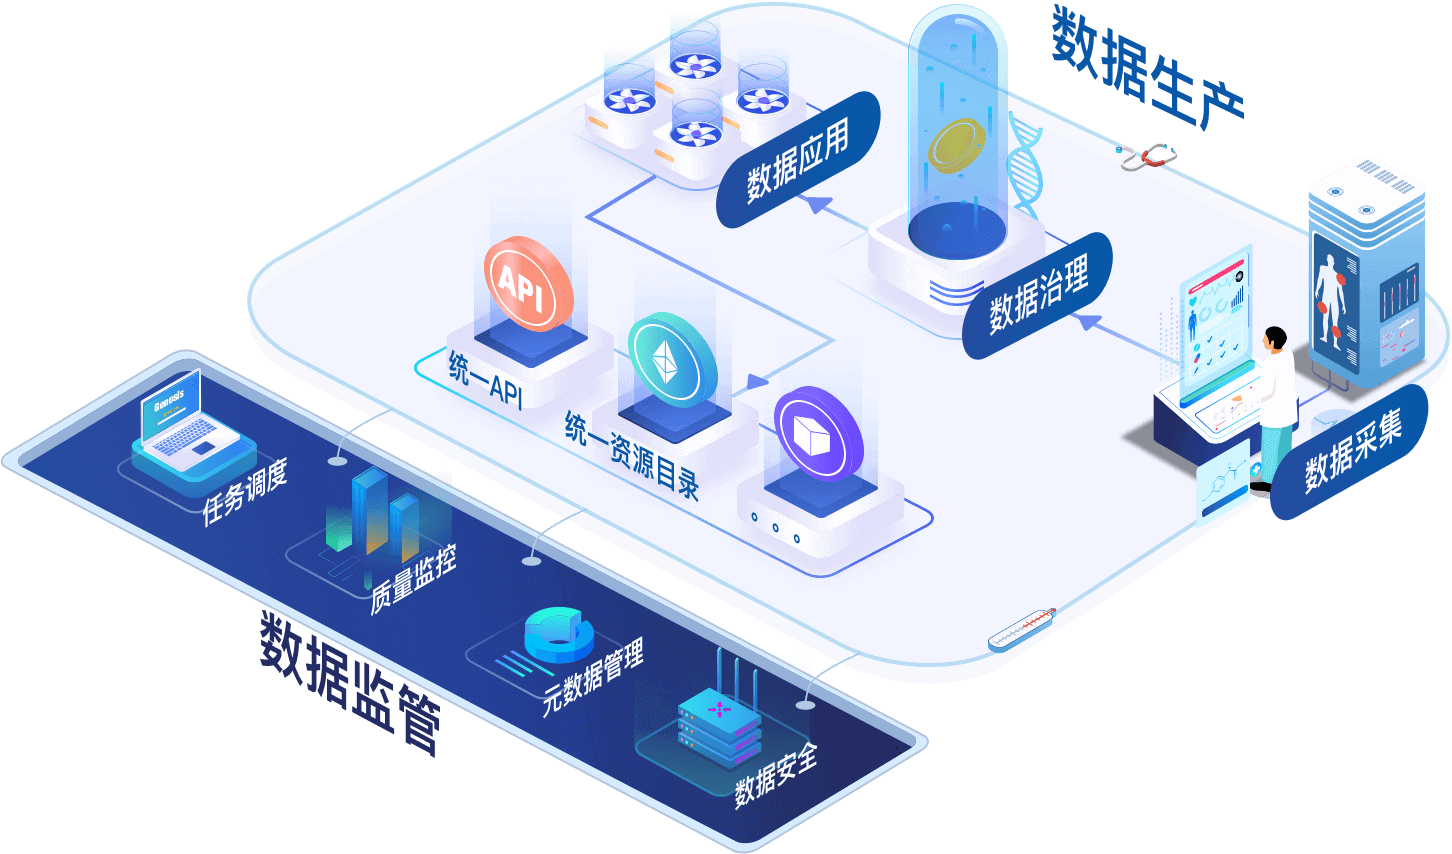 数据生产
数据应用
数据治理
API
统一API
统一资源目录
数据采集
Genesis
任务调度
质量监控
元数据管理
数据安全
数据监管